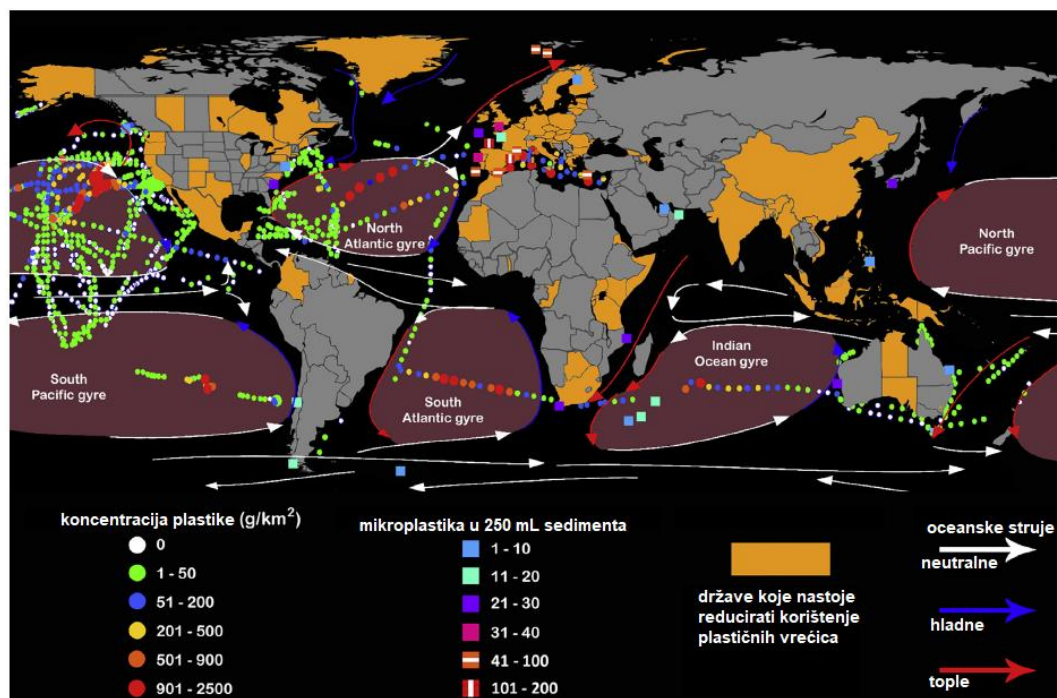 North
Atlantic gyre
North
Pacific gyre
South
Pacific gyre
South
Atlantic gyre
Indian
Ocean gyre
koncentracija plastike (g/km²)
0
1 - 50
51 - 200
201 - 500
501 - 900
901 - 2500
mikroplastika u 250 mL sedimenta
1 - 10
11 - 20
21 - 30
31 - 40
41 - 100
101 - 200
države koje nastoje
reducirati korištenje
plastičnih vrećica
oceanske struje
neutralne
hladne
tople